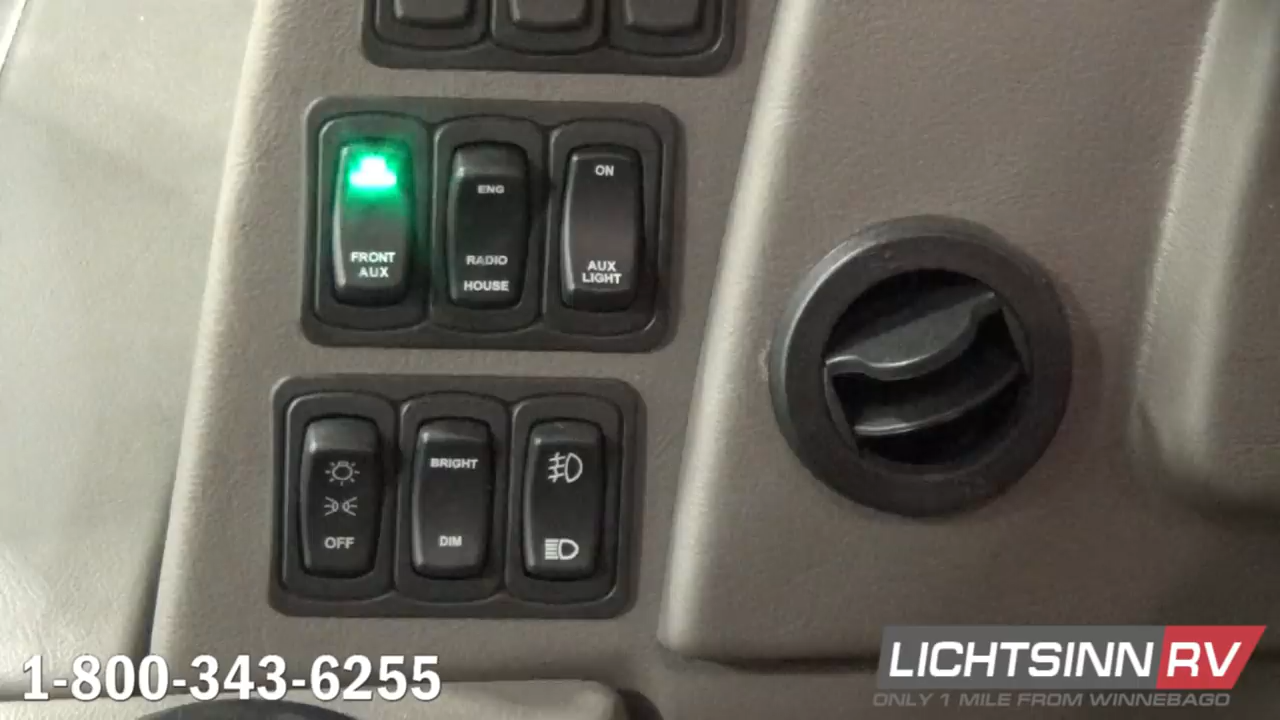 FRONT
AUX
ENG
RADIO
HOUSE
ON
AUX
LIGHT
OFF
BRIGHT
DIM
1-800-343-6255
LICHTSINN RV
ONLY 1 MILE FROM WINNEBAGO